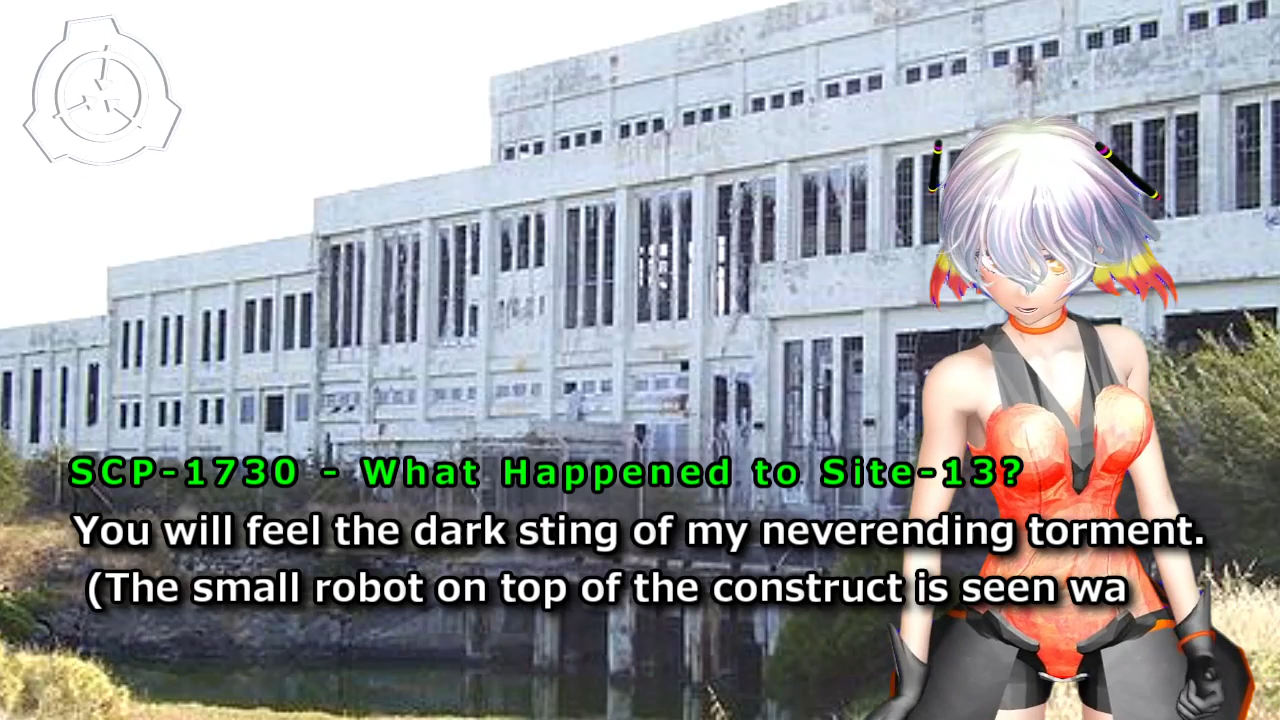 SCP-1730 - What Happened to Site-13?
You will feel the dark sting of my neverending torment.
(The small robot on top of the construct is seen wa